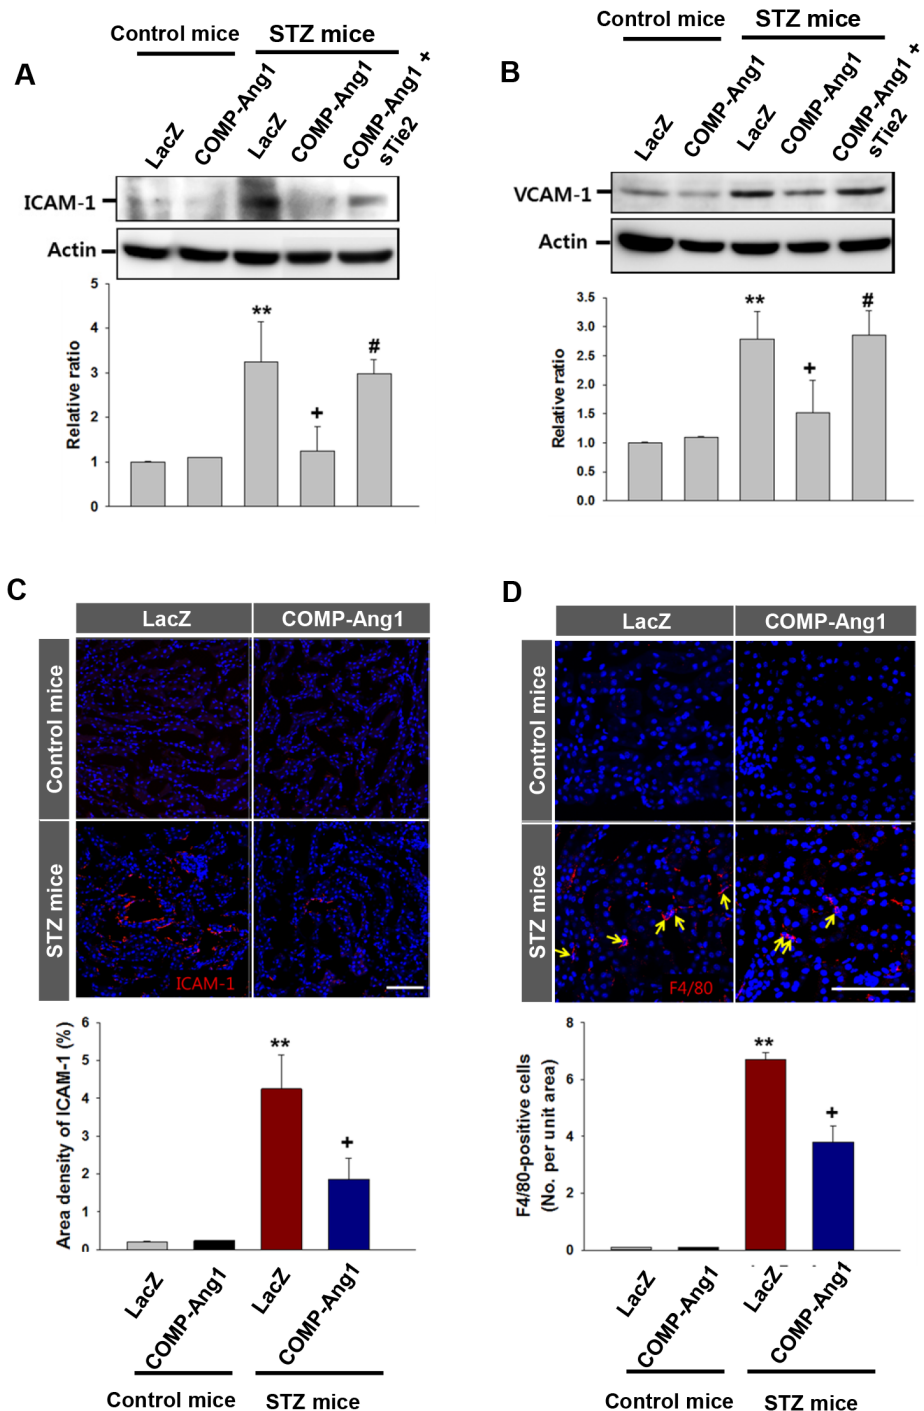 A
Control mice
STZ mice
LacZ
COMP-Ang1
LacZ
COMP-Ang1
COMP-Ang1 +
sTie2
ICAM-1
Actin
Relative ratio
5
4
3
2
1
0
**
+
#
B
Control mice
STZ mice
LacZ
COMP-Ang1
LacZ
COMP-Ang1
COMP-Ang1 +
sTie2
VCAM-1
Actin
Relative ratio
3.5
3.0
2.5
2.0
1.5
1.0
0.5
0.0
**
+
#
C
LacZ
COMP-Ang1
Control mice
STZ mice
ICAM-1
Area density of ICAM-1 (%)
6
5
4
3
2
1
0
**
+
LacZ
COMP-Ang1
LacZ
COMP-Ang1
Control mice
STZ mice
D
LacZ
COMP-Ang1
Control mice
STZ mice
F4/80
F4/80-positive cells
(No. per unit area)
8
6
4
2
0
**
+
LacZ
COMP-Ang1
LacZ
COMP-Ang1
Control mice
STZ mice